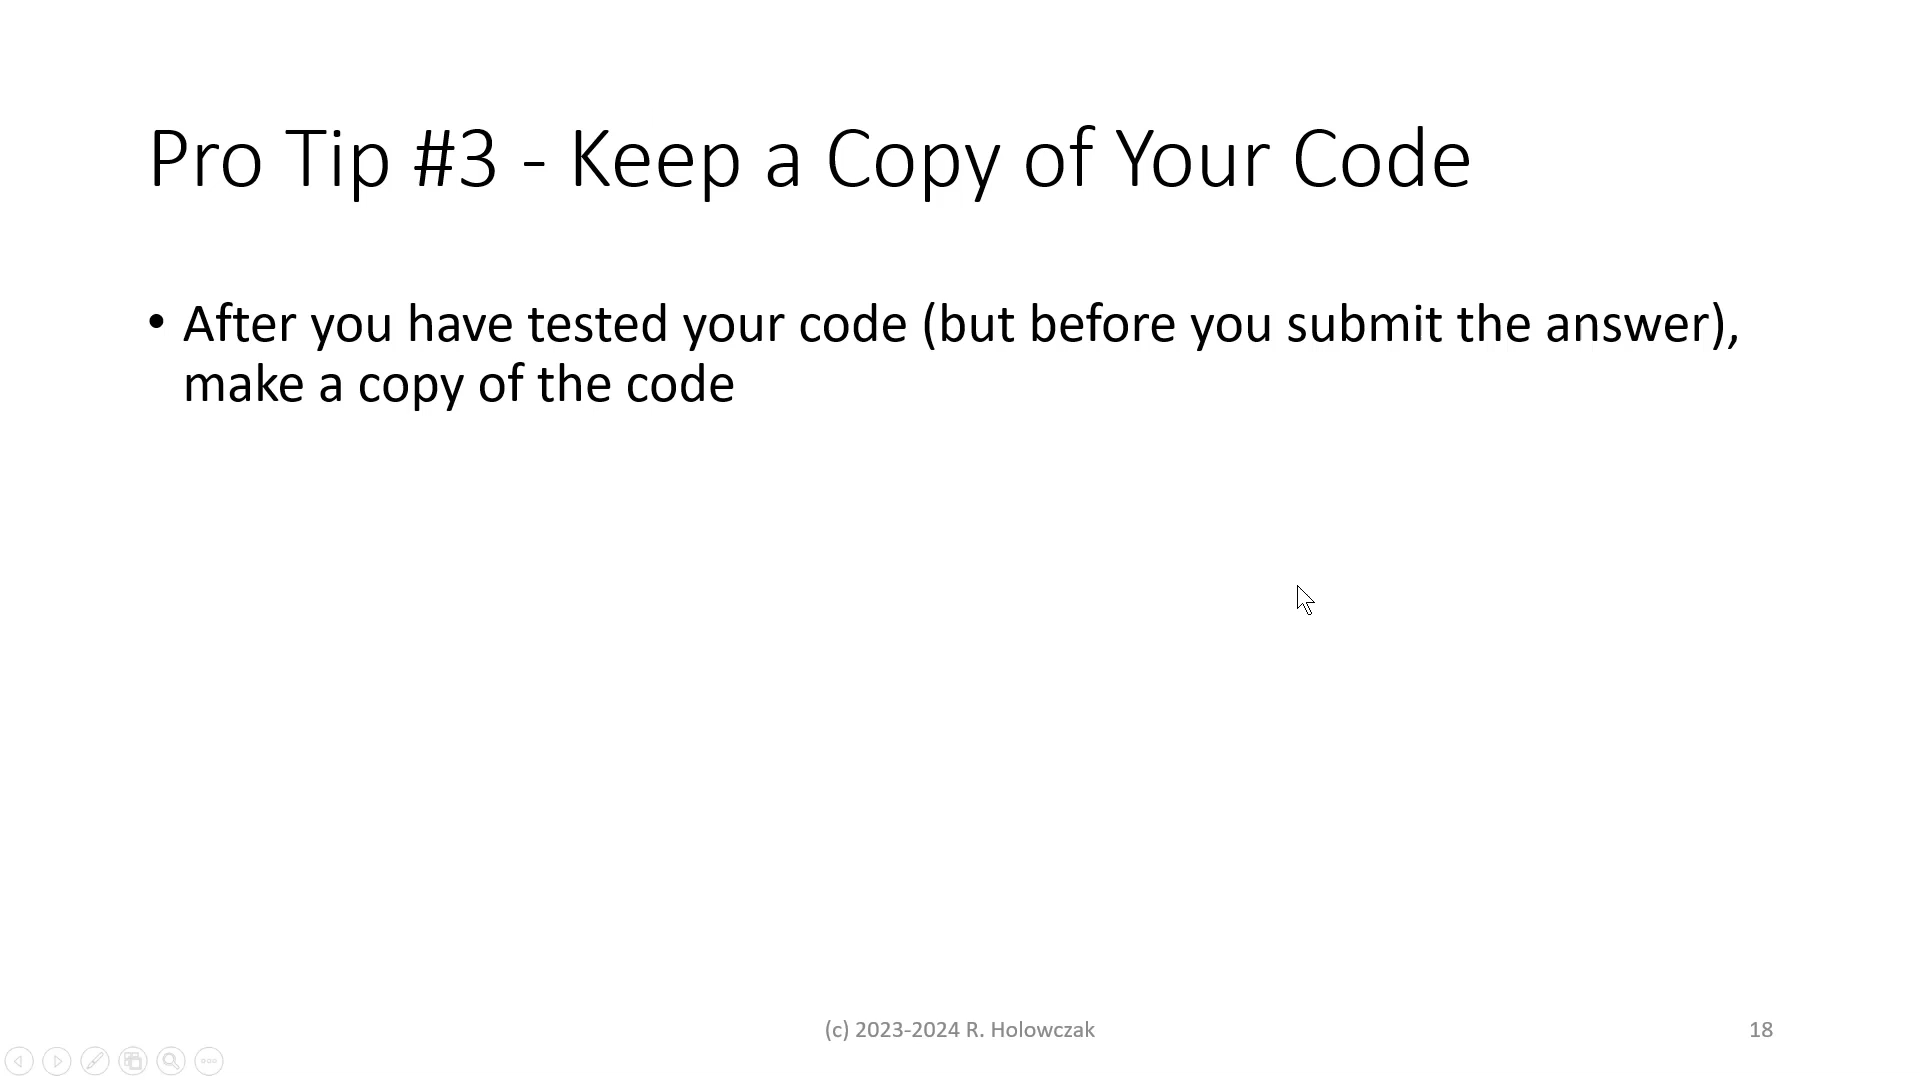 Pro Tip #3 - Keep a Copy of Your Code
• After you have tested your code (but before you submit the answer),
make a copy of the code
(c) 2023-2024 R. Holowczak
18